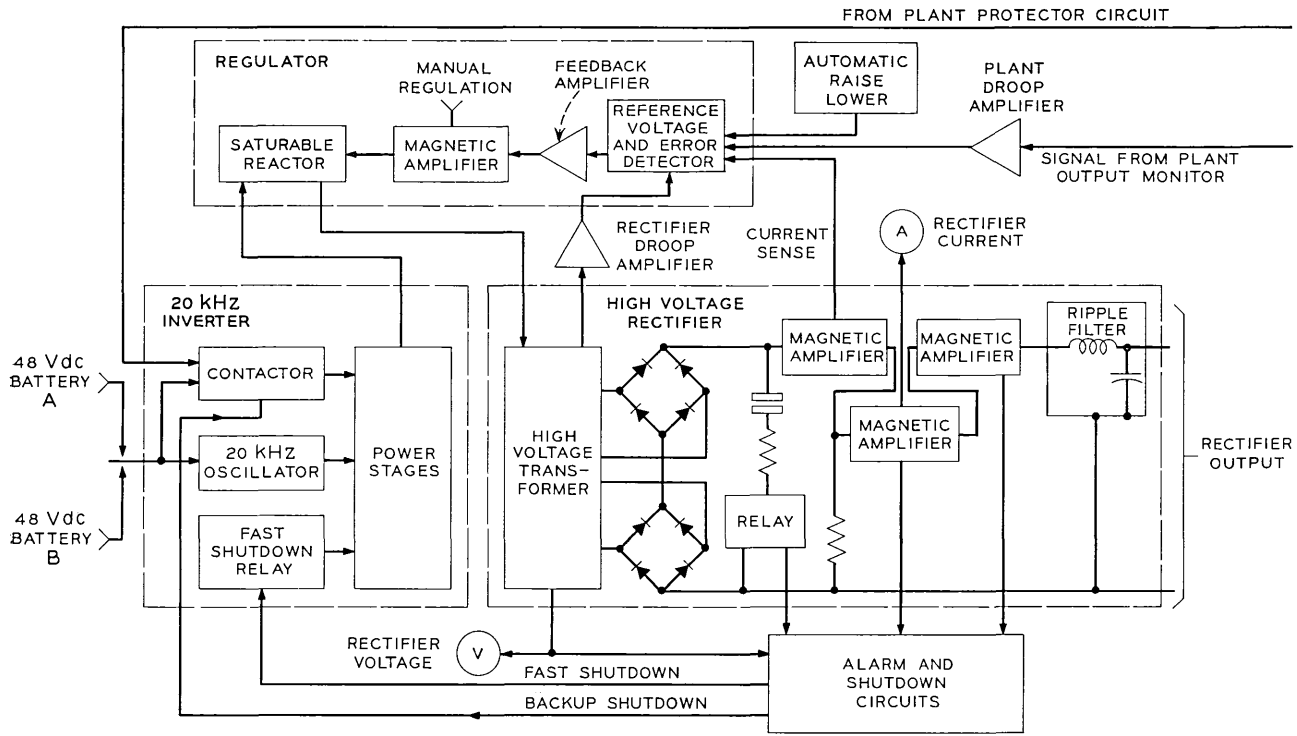 FROM PLANT PROTECTOR CIRCUIT
REGULATOR
MANUAL
REGULATION
FEEDBACK
AMPLIFIER
AUTOMATIC
RAISE
LOWER
PLANT
DROOP
AMPLIFIER
SATURABLE
REACTOR
MAGNETIC
AMPLIFIER
REFERENCE
VOLTAGE
AND ERROR
DETECTOR
SIGNAL FROM PLANT
OUTPUT MONITOR
RECTIFIER
DROOP
AMPLIFIER
CURRENT
SENSE
A
RECTIFIER
CURRENT
20 kHz
INVERTER
HIGH VOLTAGE
RECTIFIER
48 Vdc
BATTERY
A
CONTACTOR
20 kHz
OSCILLATOR
FAST
SHUTDOWN
RELAY
POWER
STAGES
48 Vdc
BATTERY
B
HIGH
VOLTAGE
TRANS-
FORMER
MAGNETIC
AMPLIFIER
MAGNETIC
AMPLIFIER
RIPPLE
FILTER
MAGNETIC
AMPLIFIER
RELAY
RECTIFIER
OUTPUT
RECTIFIER
VOLTAGE
V
FAST SHUTDOWN
BACKUP SHUTDOWN
ALARM AND
SHUTDOWN
CIRCUITS